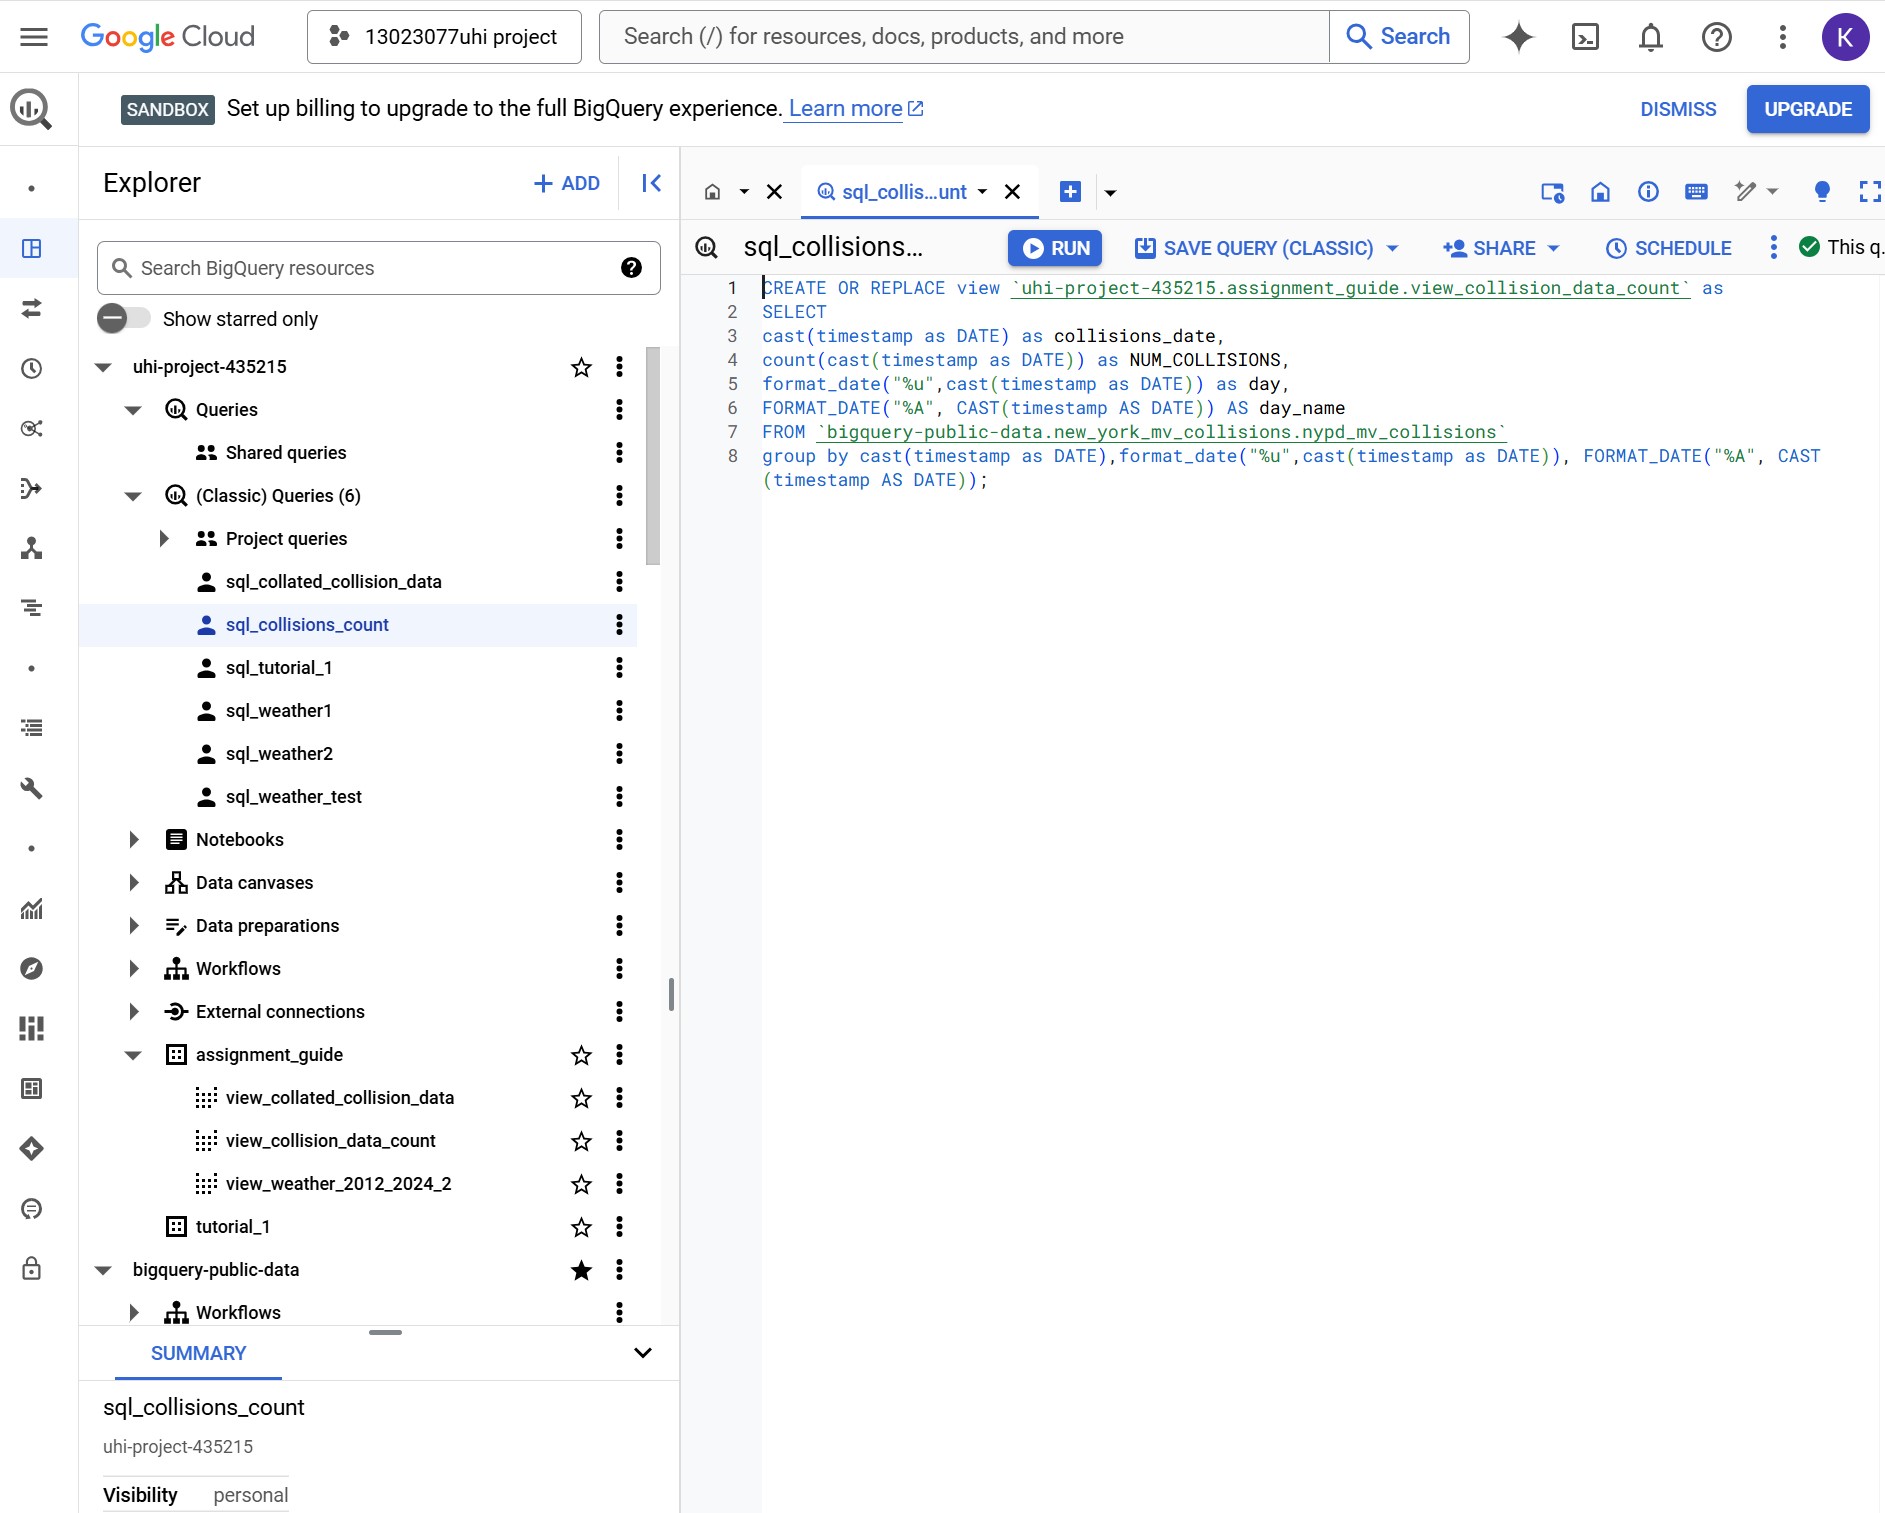 Google Cloud
13023077uhi project
Search (/) for resources, docs, products, and more
Search
K
SANDBOX Set up billing to upgrade to the full BigQuery experience. Learn more
DISMISS
UPGRADE
Explorer
+ ADD
Search BigQuery resources
Show starred only
uhi-project-435215
Queries
Shared queries
(Classic) Queries (6)
Project queries
sql_collated_collision_data
sql_collisions_count
sql_tutorial_1
sql_weather1
sql_weather2
sql_weather_test
Notebooks
Data canvases
Data preparations
Workflows
External connections
assignment_guide
view_collated_collision_data
view_collision_data_count
view_weather_2012_2024_2
tutorial_1
bigquery-public-data
Workflows
SUMMARY
sql_collisions_count
uhi-project-435215
Visibility personal
sql_collis...unt
sql_collisions...
RUN
SAVE QUERY (CLASSIC)
SHARE
SCHEDULE
This q.
1 CREATE OR REPLACE view `uhi-project-435215.assignment_guide.view_collision_data_count` as
2 SELECT
3 cast(timestamp as DATE) as collisions_date,
4 count(cast(timestamp as DATE)) as NUM_COLLISIONS,
5 format_date("%u",cast(timestamp as DATE)) as day,
6 FORMAT_DATE("%A", CAST(timestamp AS DATE)) AS day_name
7 FROM `bigquery-public-data.new_york_mv_collisions.nypd_mv_collisions`
8 group by cast(timestamp as DATE),format_date("%u",cast(timestamp as DATE)), FORMAT_DATE("%A", CAST
(timestamp AS DATE));